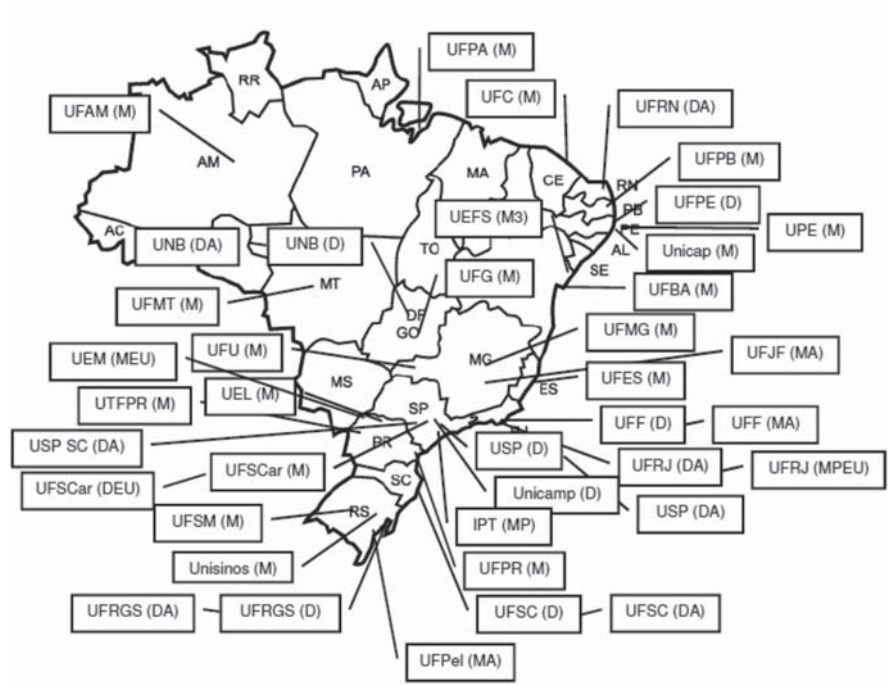 UFPA (M)
RR
AP
UFC (M)
UFRN (DA)
UFAM (M)
AM
PA
MA
CE
RN
UFPB (M)
UEFS (M3)
PB
UFPE (D)
PE
UPE (M)
AC
UNB (DA)
UNB (D)
TO
AL
Unicap (M)
SE
UFG (M)
UFBA (M)
UFMT (M)
MT
DF
GO
UFMG (M)
UFU (M)
MG
UFJF (MA)
UEM (MEU)
UEL (M)
MS
UFES (M)
ES
UTFPR (M)
SP
UFF (D)
UFF (MA)
USP SC (DA)
PR
USP (D)
UFRJ (DA)
UFRJ (MPEU)
UFSCar (DEU)
UFSCar (M)
SC
Unicamp (D)
USP (DA)
UFSM (M)
RS
IPT (MP)
Unisinos (M)
UFPR (M)
UFRGS (DA)
UFRGS (D)
UFSC (D)
UFSC (DA)
UFPel (MA)